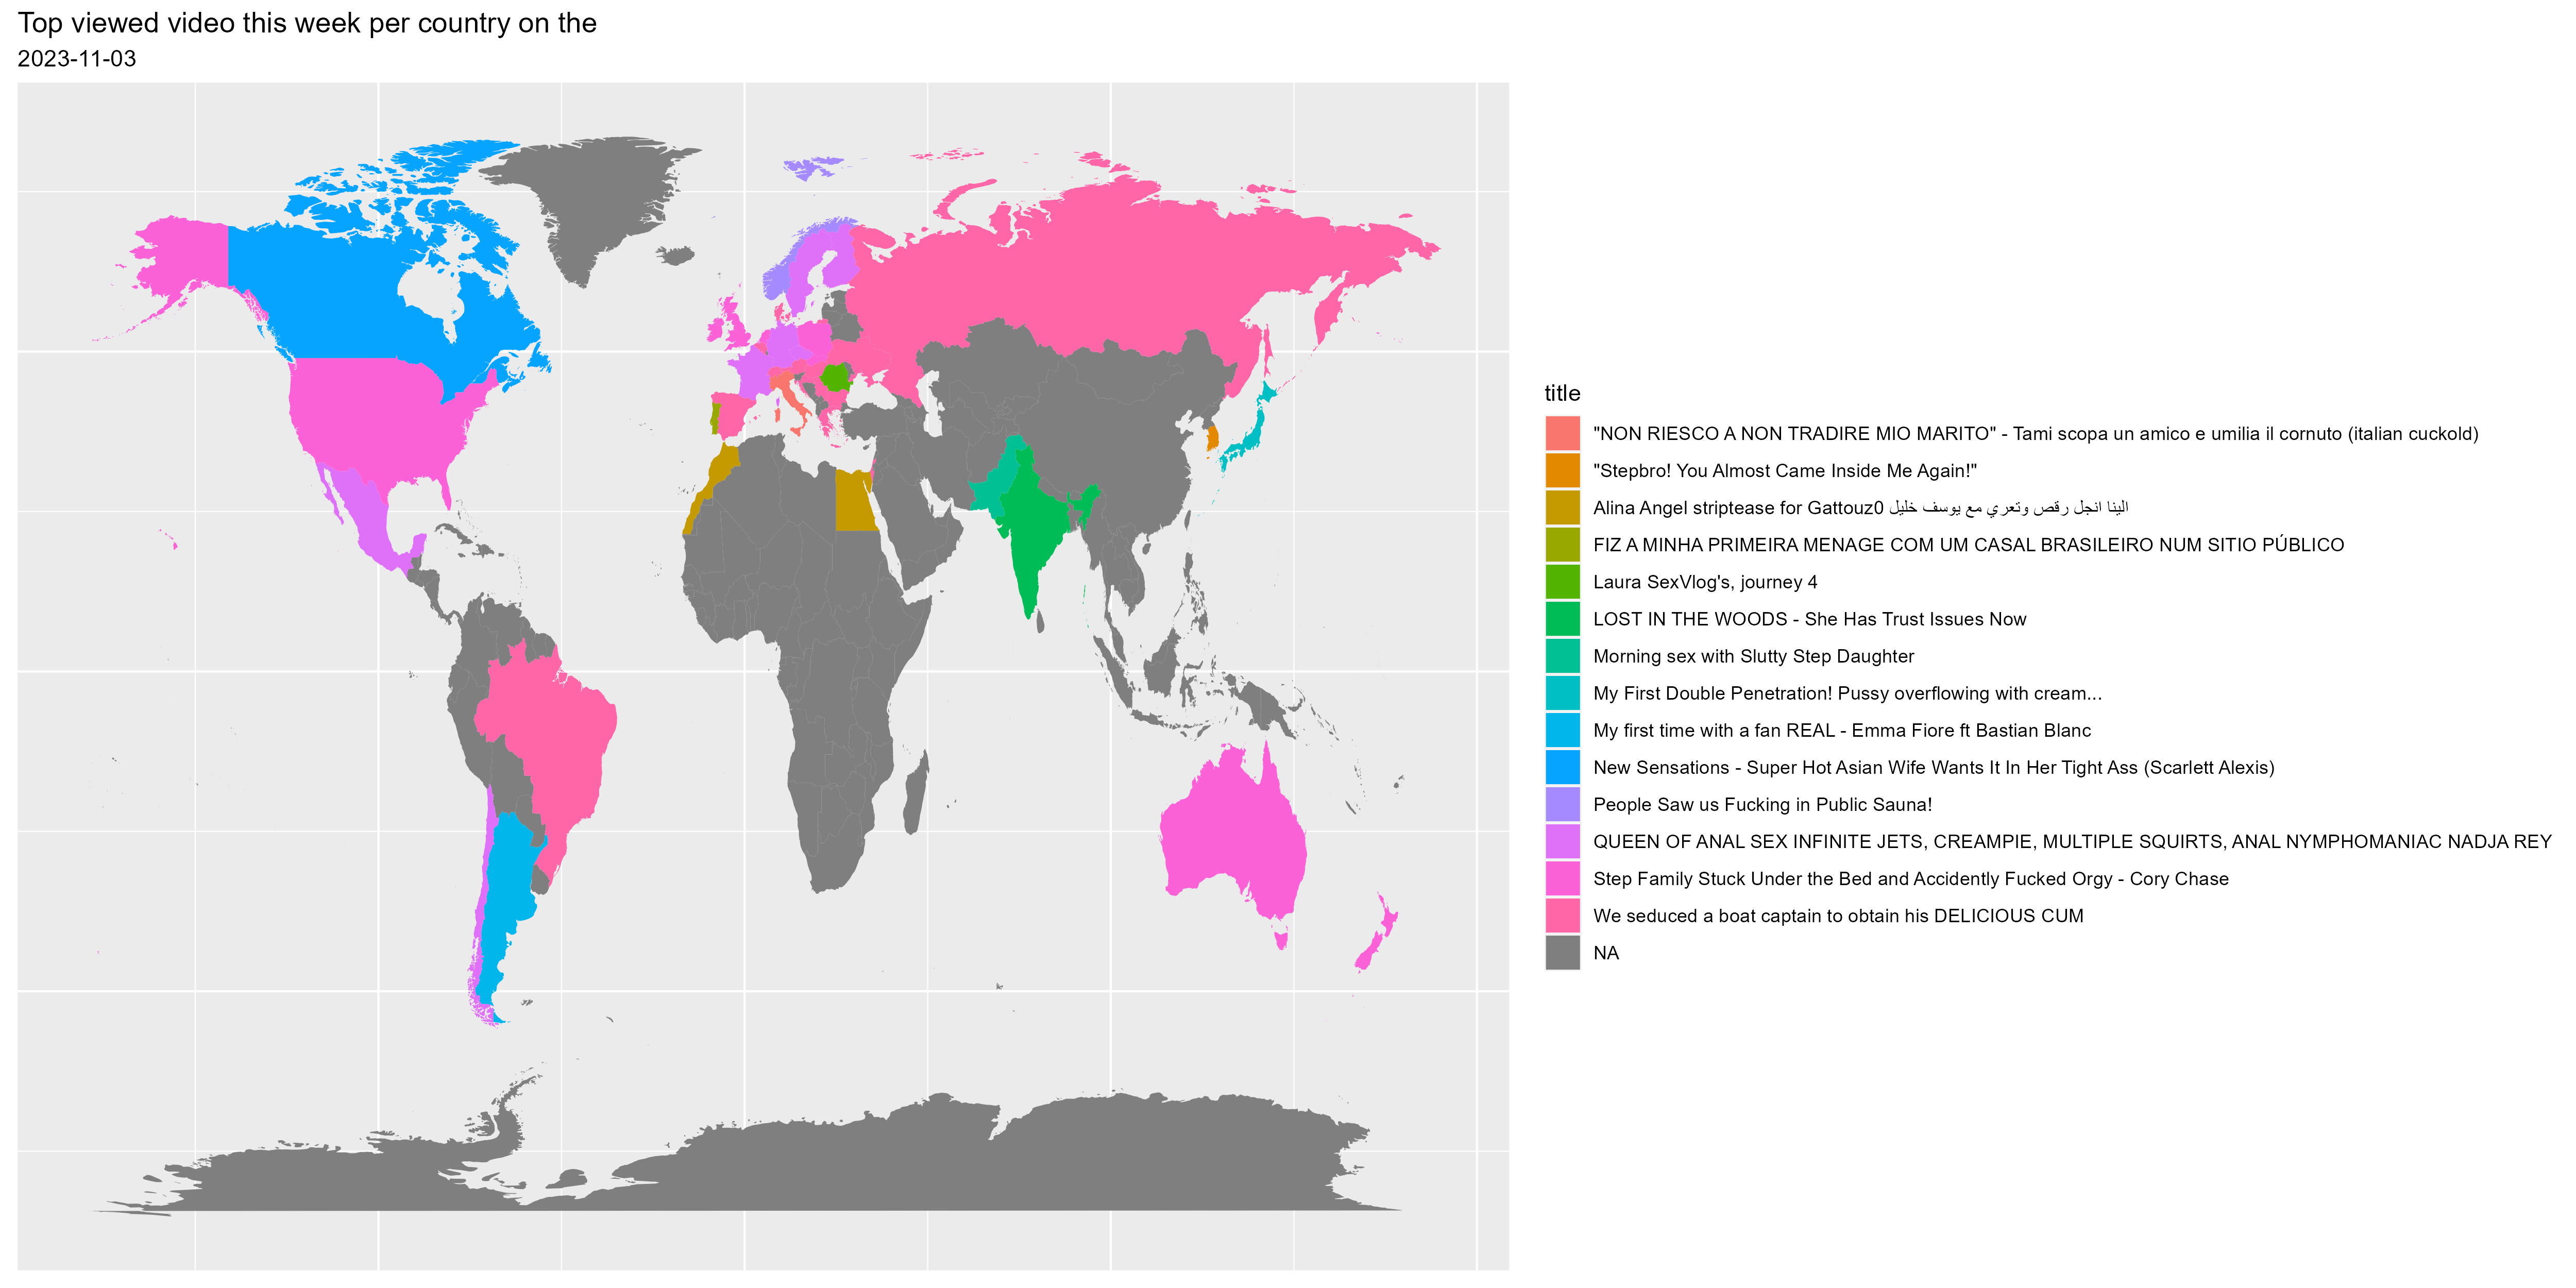 Top viewed video this week per country on the
2023-11-03
title
"NON RIESCO A NON TRADIRE MIO MARITO" - Tami scopa un amico e umilia il cornuto (italian cuckold)
"Stepbro! You Almost Came Inside Me Again!"
Alina Angel striptease for Gattouz0 الينا انجل رقص وتعري مع يوسف خليل
FIZ A MINHA PRIMEIRA MENAGE COM UM CASAL BRASILEIRO NUM SITIO PÚBLICO
Laura SexVlog's, journey 4
LOST IN THE WOODS - She Has Trust Issues Now
Morning sex with Slutty Step Daughter
My First Double Penetration! Pussy overflowing with cream...
My first time with a fan REAL - Emma Fiore ft Bastian Blanc
New Sensations - Super Hot Asian Wife Wants It In Her Tight Ass (Scarlett Alexis)
People Saw us Fucking in Public Sauna!
QUEEN OF ANAL SEX INFINITE JETS, CREAMPIE, MULTIPLE SQUIRTS, ANAL NYMPHOMANIAC NADJA REY
Step Family Stuck Under the Bed and Accidently Fucked Orgy - Cory Chase
We seduced a boat captain to obtain his DELICIOUS CUM
NA